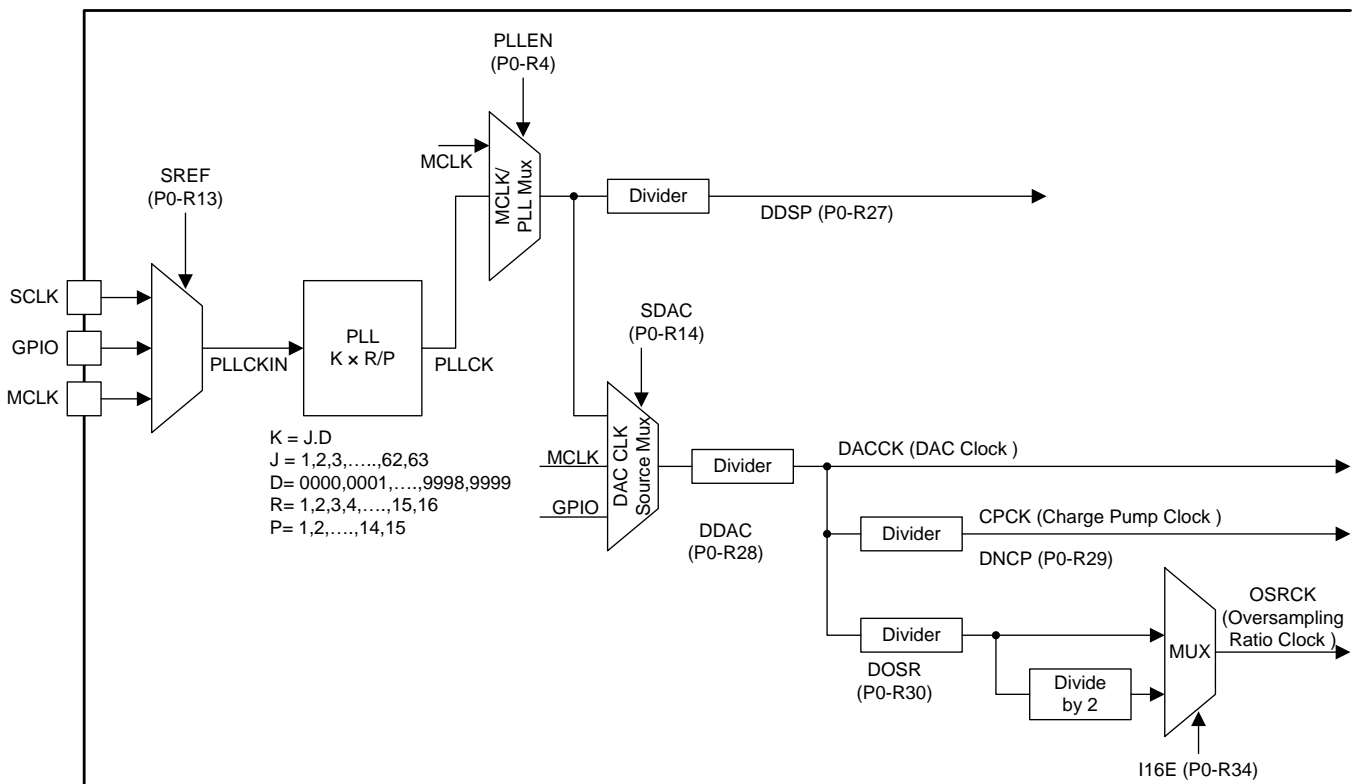 PLLEN
(P0-R4)
MCLK
MCLK/
PLL Mux
SREF
(P0-R13)
Divider
DDSP (P0-R27)
SCLK
GPIO
MCLK
PLLCKIN
PLL
K × R/P
PLLCK
SDAC
(P0-R14)
K = J.D
J = 1,2,3,…..,62,63
D= 0000,0001,….,9998,9999
R= 1,2,3,4,….,15,16
P= 1,2,….,14,15
MCLK
GPIO
DAC CLK
Source Mux
Divider
DDAC
(P0-R28)
DACCK (DAC Clock )
Divider
CPCK (Charge Pump Clock )
DNCP (P0-R29)
Divider
DOSR
(P0-R30)
Divide
by 2
MUX
OSRCK
(Oversampling
Ratio Clock )
I16E (P0-R34)